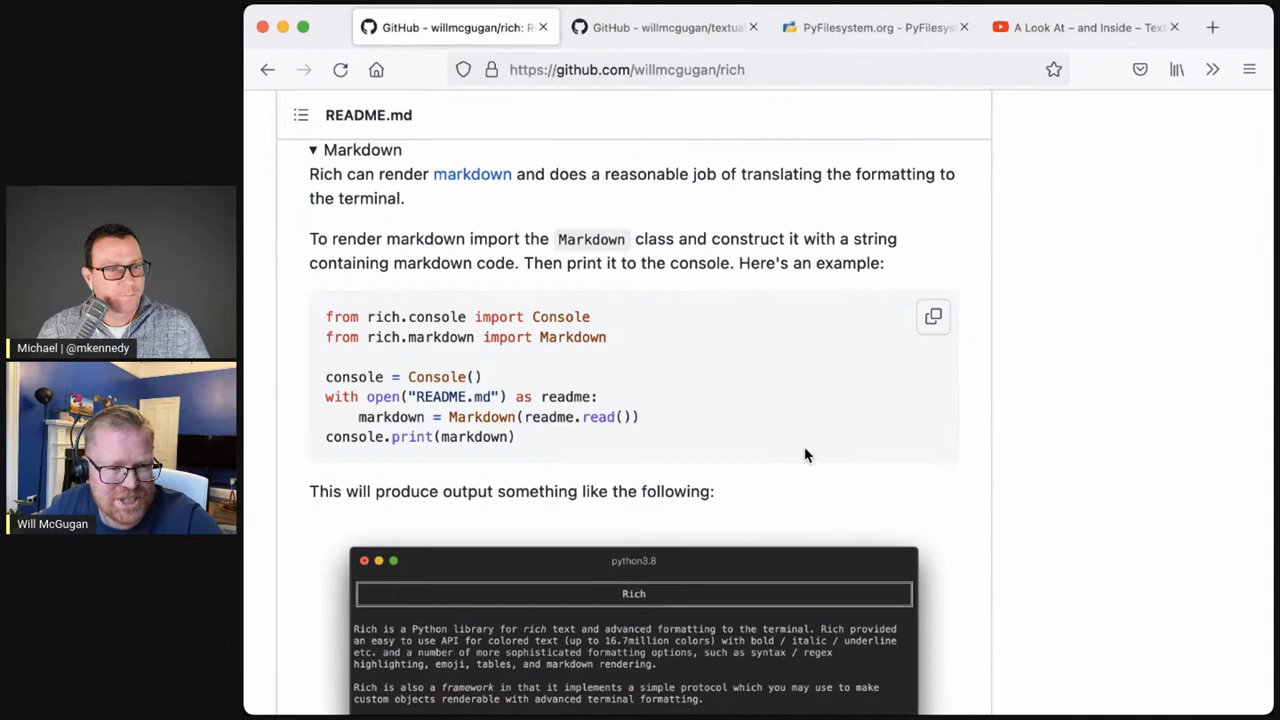 GitHub - willmcgugan/rich: R
GitHub - willmcgugan/textual
PyFilesystem.org - PyFilesys
A Look At – and Inside – Text
https://github.com/willmcgugan/rich
README.md
Markdown
Rich can render markdown and does a reasonable job of translating the formatting to
the terminal.
To render markdown import the Markdown class and construct it with a string
containing markdown code. Then print it to the console. Here's an example:
from rich.console import Console
from rich.markdown import Markdown
console = Console()
with open("README.md") as readme:
    markdown = Markdown(readme.read())
console.print(markdown)
This will produce output something like the following:
python3.8
Rich
Rich is a Python library for rich text and advanced formatting to the terminal. Rich provided
an easy to use API for colored text (up to 16.7million colors) with bold / italic / underline
etc. and a number of more sophisticated formatting options, such as syntax / regex
highlighting, emoji, tables, and markdown rendering.
Rich is also a framework in that it implements a simple protocol which you may use to make
custom objects renderable with advanced terminal formatting.
Michael | @mkennedy
Will McGugan